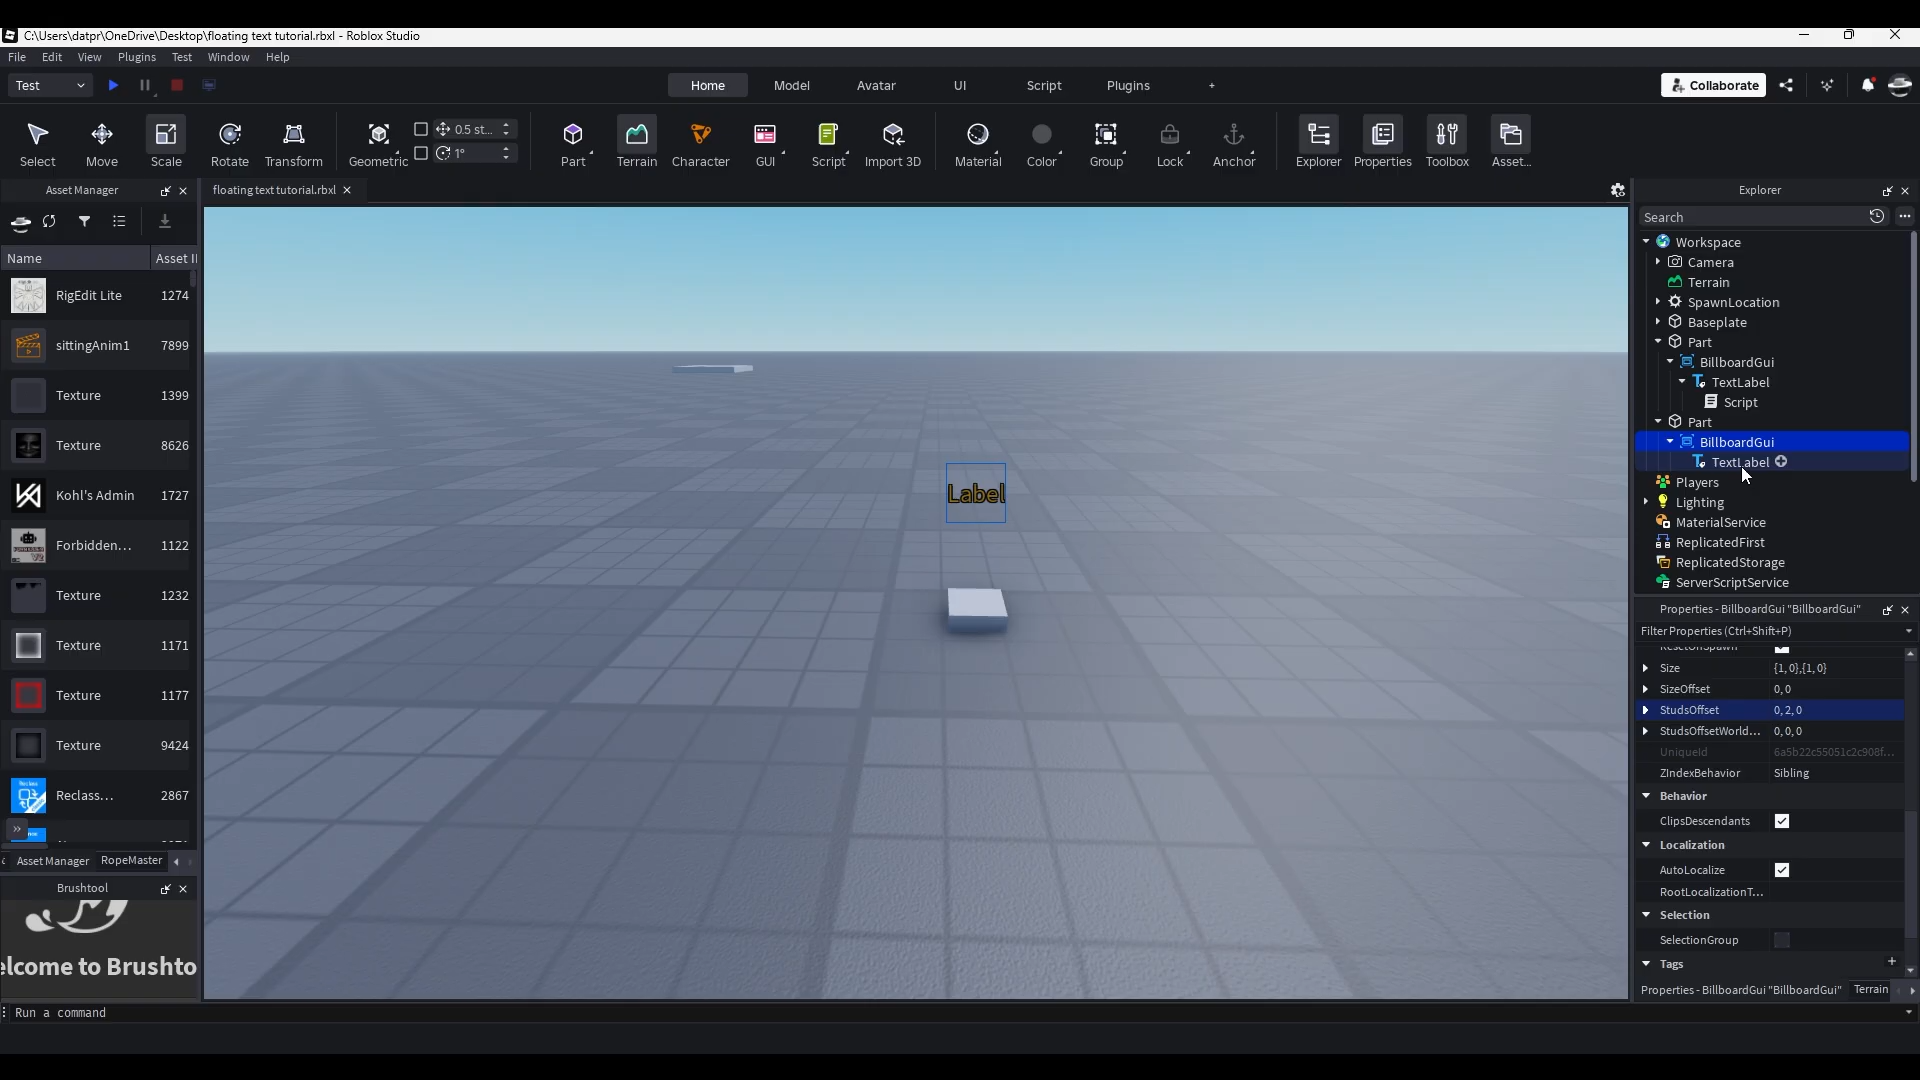 C:\Users\datpr\OneDrive\Desktop\floating text tutorial.rbxl - Roblox Studio
File Edit View Plugins Test Window Help
Test Home Model Avatar UI Script Plugins + Collaborate
Select Move Scale Rotate Transform Geometric 0.5 st... 1° Part Terrain Character GUI Script Import 3D Material Color Group Lock Anchor Explorer Properties Toolbox Asset...
Asset Manager
floating text tutorial.rbxl
Name Asset I
RigEdit Lite 1274
sittingAnim1 7899
Texture 1399
Texture 8626
Kohl's Admin 1727
Forbidden... 1122
Texture 1232
Texture 1171
Texture 1177
Texture 9424
Reclass... 2867
Asset Manager RopeMaster
Brushtool
elcome to Brushto
Label
Explorer
Search
Workspace
Camera
Terrain
SpawnLocation
Baseplate
Part
BillboardGui
TextLabel
Script
Part
BillboardGui
TextLabel
Players
Lighting
MaterialService
ReplicatedFirst
ReplicatedStorage
ServerScriptService
Properties - BillboardGui "BillboardGui"
Filter Properties (Ctrl+Shift+P)
ResetOnSpawn
Size {1, 0},{1, 0}
SizeOffset 0, 0
StudsOffset 0, 2, 0
StudsOffsetWorld... 0, 0, 0
UniqueId 6a5b22c55051c2c908f...
ZIndexBehavior Sibling
Behavior
ClipsDescendants
Localization
AutoLocalize
RootLocalizationT...
Selection
SelectionGroup
Tags
Properties - BillboardGui "BillboardGui" Terrain
Run a command